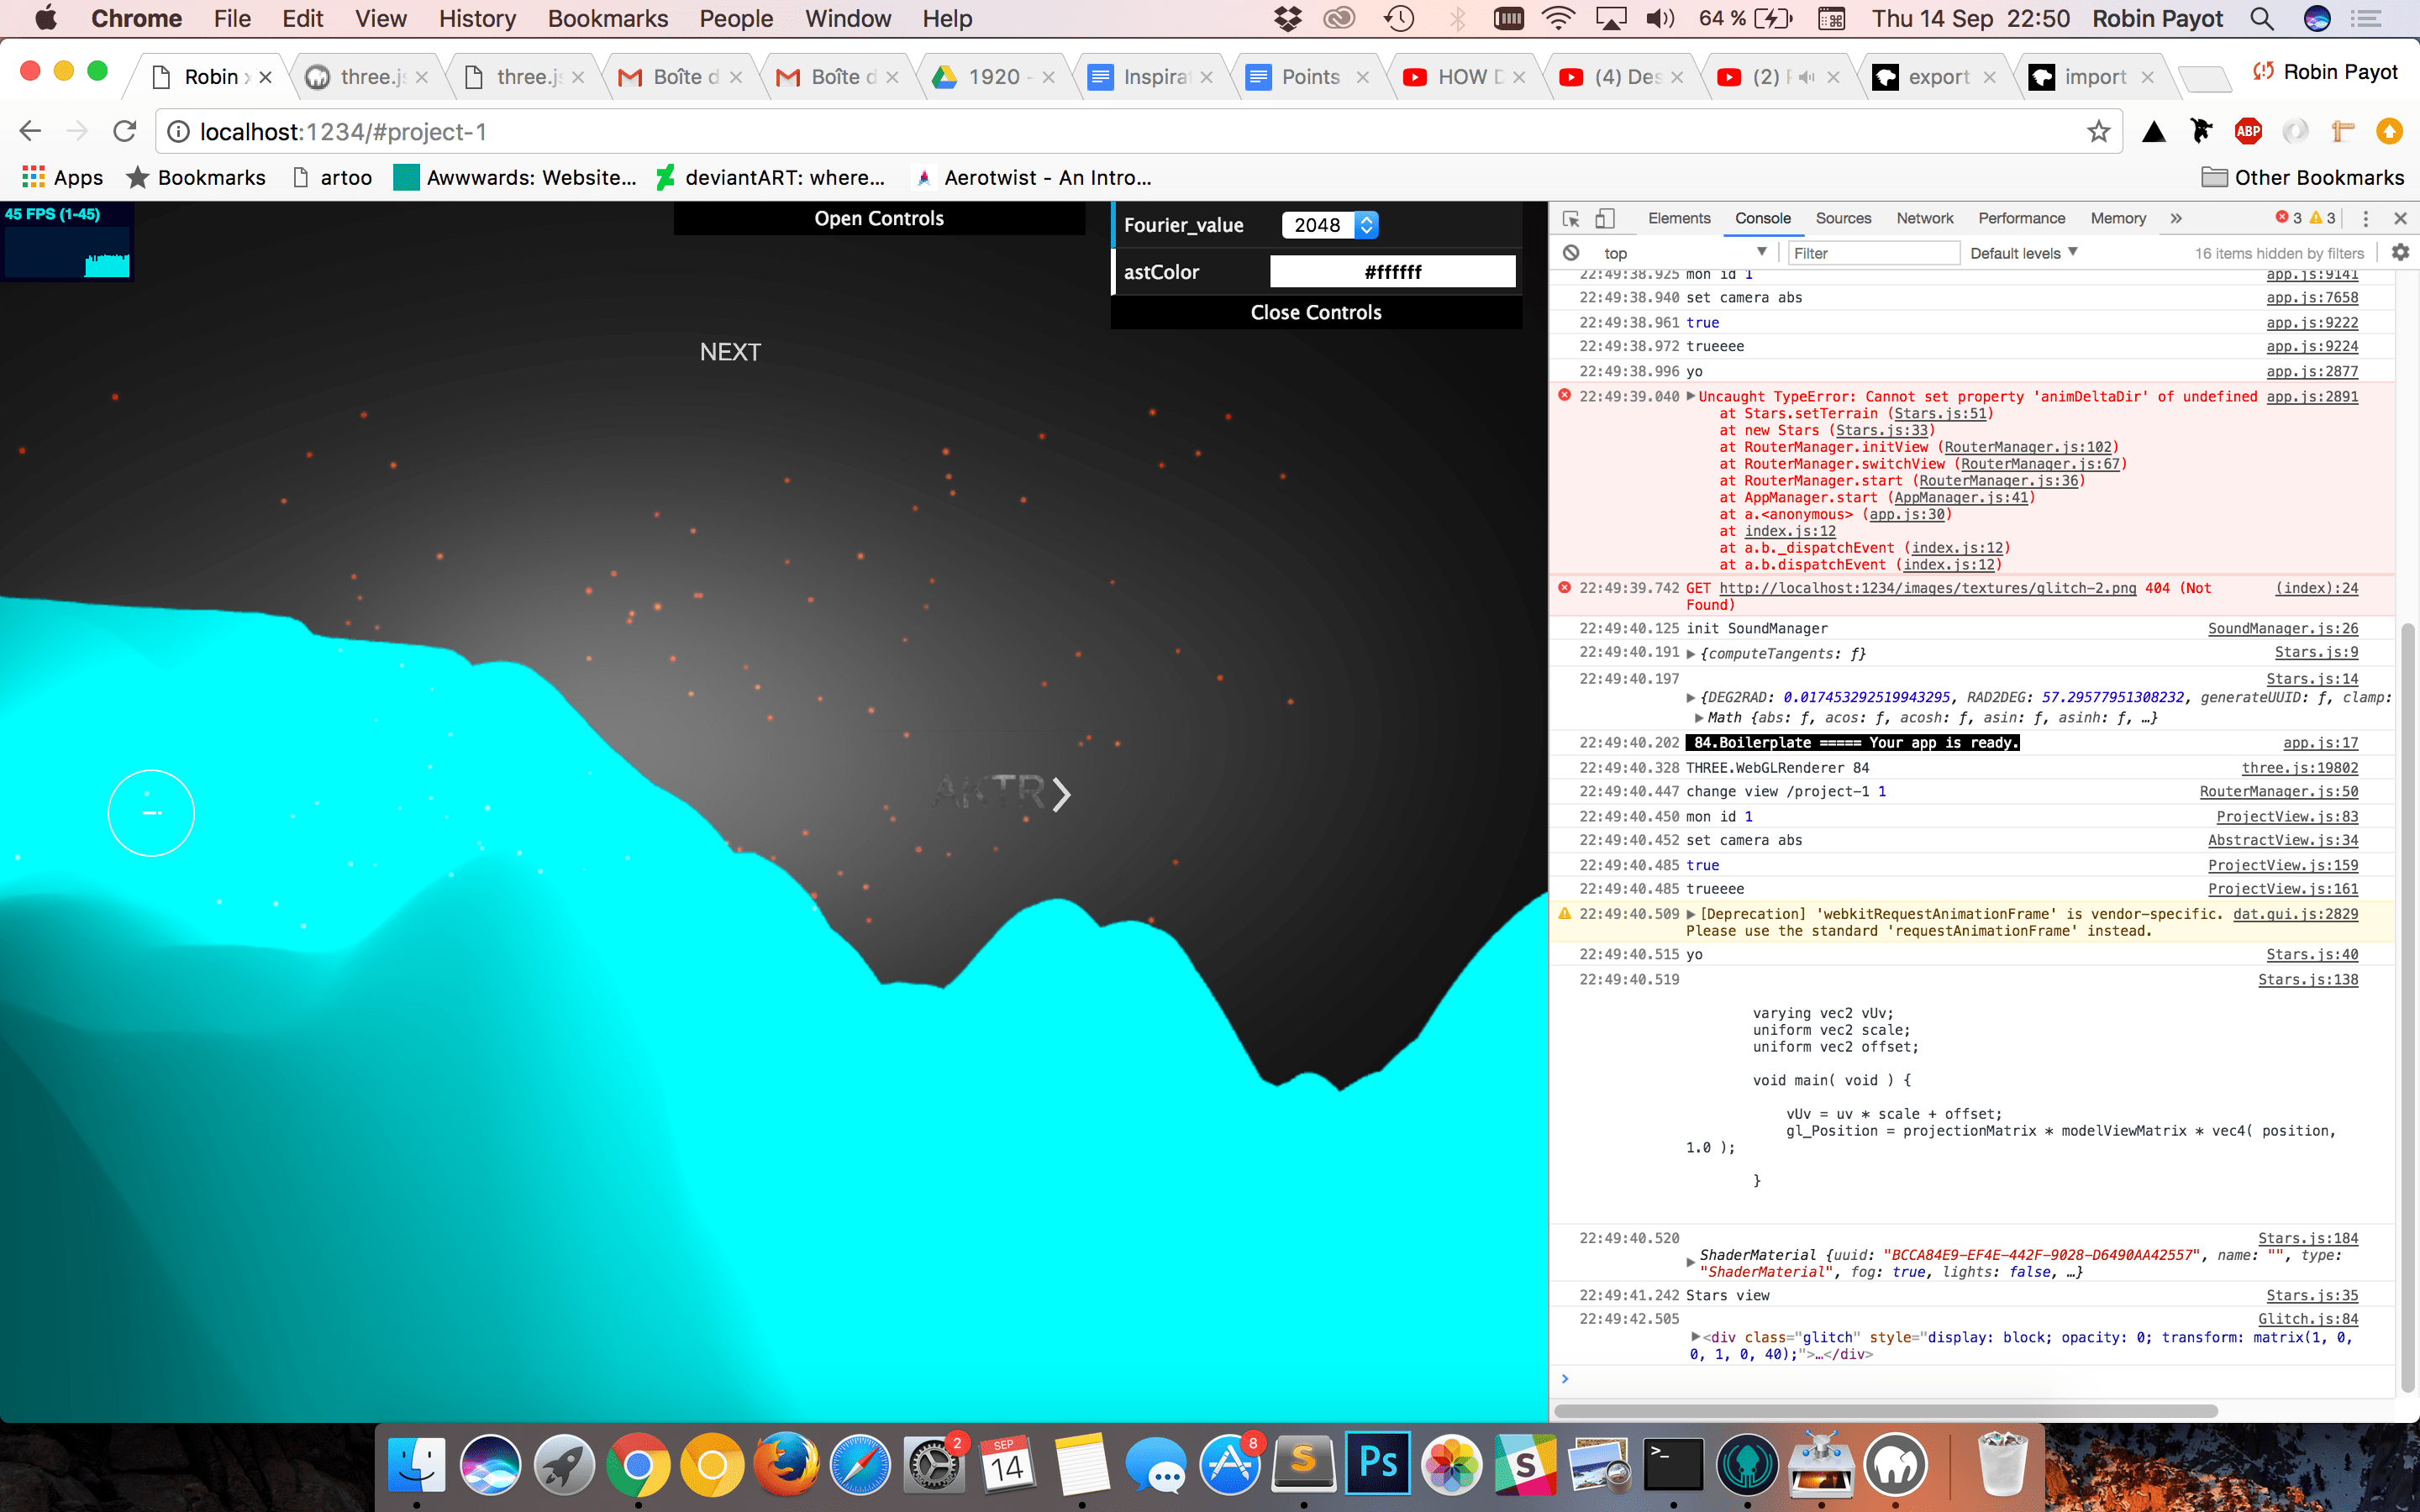 Chrome File Edit View History Bookmarks People Window Help 64 % Thu 14 Sep 22:50 Robin Payot
Robin three.js three.js Boîte d Boîte d 1920 - Inspira Points HOW D (4) Des (2) export import Robin Payot
localhost:1234/#project-1 ABP
Apps Bookmarks artoo Awwwards: Website... deviantART: where... Aerotwist - An Intro... Other Bookmarks
45 FPS (1-45)
Open Controls
Fourier_value 2048
astColor #ffffff
Close Controls
NEXT
AKTR
Elements Console Sources Network Performance Memory 3 3
top Filter Default levels 16 items hidden by filters
22:49:38.925 mon id 1 app.js:9141
22:49:38.940 set camera abs app.js:7658
22:49:38.961 true app.js:9222
22:49:38.972 trueeee app.js:9224
22:49:38.996 yo app.js:2877
22:49:39.040 Uncaught TypeError: Cannot set property 'animDeltaDir' of undefined app.js:2891
at Stars.setTerrain (Stars.js:51)
at new Stars (Stars.js:33)
at RouterManager.initView (RouterManager.js:102)
at RouterManager.switchView (RouterManager.js:67)
at RouterManager.start (RouterManager.js:36)
at AppManager.start (AppManager.js:41)
at a.<anonymous> (app.js:30)
at index.js:12
at a.b._dispatchEvent (index.js:12)
at a.b.dispatchEvent (index.js:12)
22:49:39.742 GET http://localhost:1234/images/textures/glitch-2.png 404 (Not (index):24
Found)
22:49:40.125 init SoundManager SoundManager.js:26
22:49:40.191 {computeTangents: ƒ} Stars.js:9
22:49:40.197 Stars.js:14
{DEG2RAD: 0.017453292519943295, RAD2DEG: 57.29577951308232, generateUUID: ƒ, clamp:
Math {abs: ƒ, acos: ƒ, acosh: ƒ, asin: ƒ, asinh: ƒ, …}
22:49:40.202 84.Boilerplate ===== Your app is ready. app.js:17
22:49:40.328 THREE.WebGLRenderer 84 three.js:19802
22:49:40.447 change view /project-1 1 RouterManager.js:50
22:49:40.450 mon id 1 ProjectView.js:83
22:49:40.452 set camera abs AbstractView.js:34
22:49:40.485 true ProjectView.js:159
22:49:40.485 trueeee ProjectView.js:161
22:49:40.509 [Deprecation] 'webkitRequestAnimationFrame' is vendor-specific. dat.gui.js:2829
Please use the standard 'requestAnimationFrame' instead.
22:49:40.515 yo Stars.js:40
22:49:40.519 Stars.js:138
varying vec2 vUv;
uniform vec2 scale;
uniform vec2 offset;
void main( void ) {
vUv = uv * scale + offset;
gl_Position = projectionMatrix * modelViewMatrix * vec4( position,
1.0 );
}
22:49:40.520 Stars.js:184
ShaderMaterial {uuid: "BCCA84E9-EF4E-442F-9028-D6490AA42557", name: "", type:
"ShaderMaterial", fog: true, lights: false, …}
22:49:41.242 Stars view Stars.js:35
22:49:42.505 Glitch.js:84
<div class="glitch" style="display: block; opacity: 0; transform: matrix(1, 0,
0, 1, 0, 40);">…</div>
2 SEP 14 8 S Ps S >_